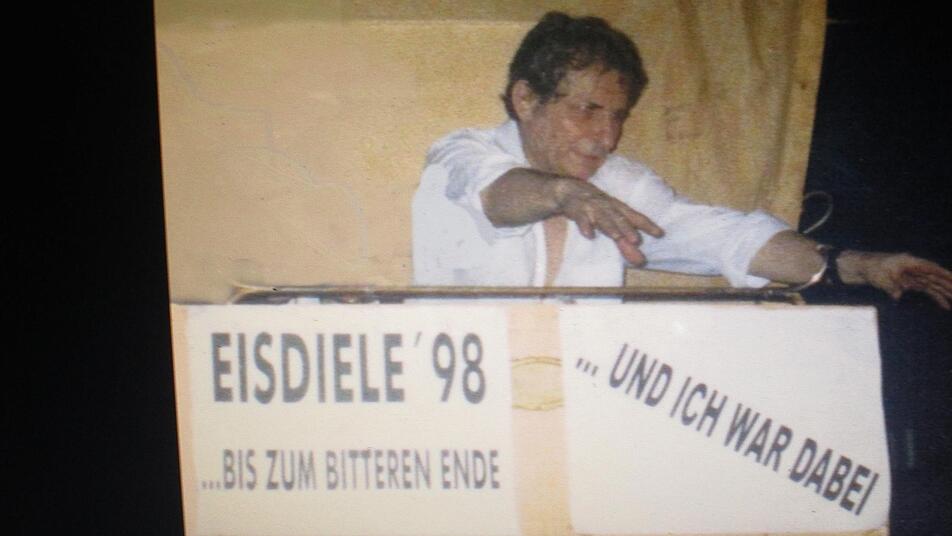 EISDIELE ´98
...BIS ZUM BITTEREN ENDE
... UND ICH WAR DABEI